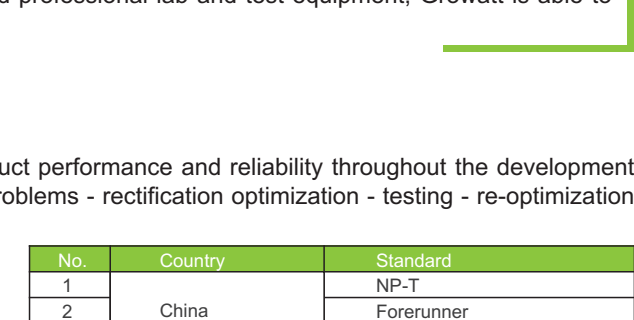 professional lab and test equipment, Growatt is able to
uct performance and reliability throughout the development
roblems - rectification optimization - testing - re-optimization
No. Country Standard
1 NP-T
China
2 Forerunner